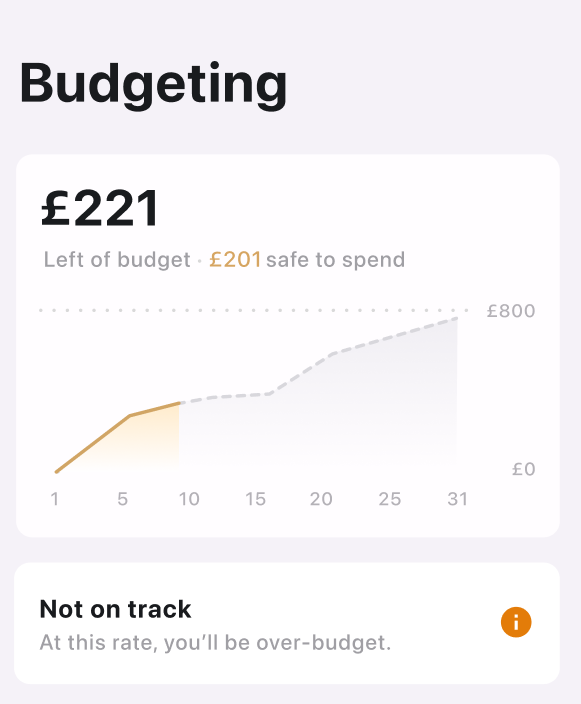 Budgeting
£221
Left of budget · £201 safe to spend
£800
£0
1 5 10 15 20 25 31
Not on track
At this rate, you’ll be over-budget.